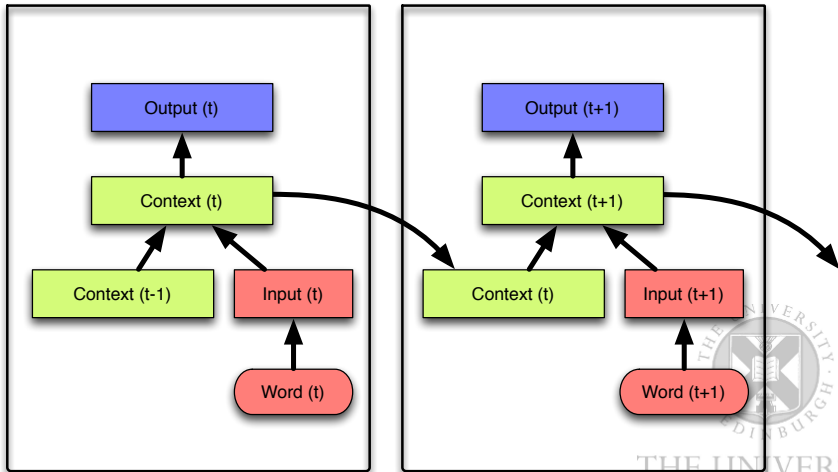 Output (t)
Context (t)
Context (t-1)
Input (t)
Word (t)
Output (t+1)
Context (t+1)
Context (t)
Input (t+1)
Word (t+1)
THE UNIVERSITY
EDINBURGH
THE UNIVER